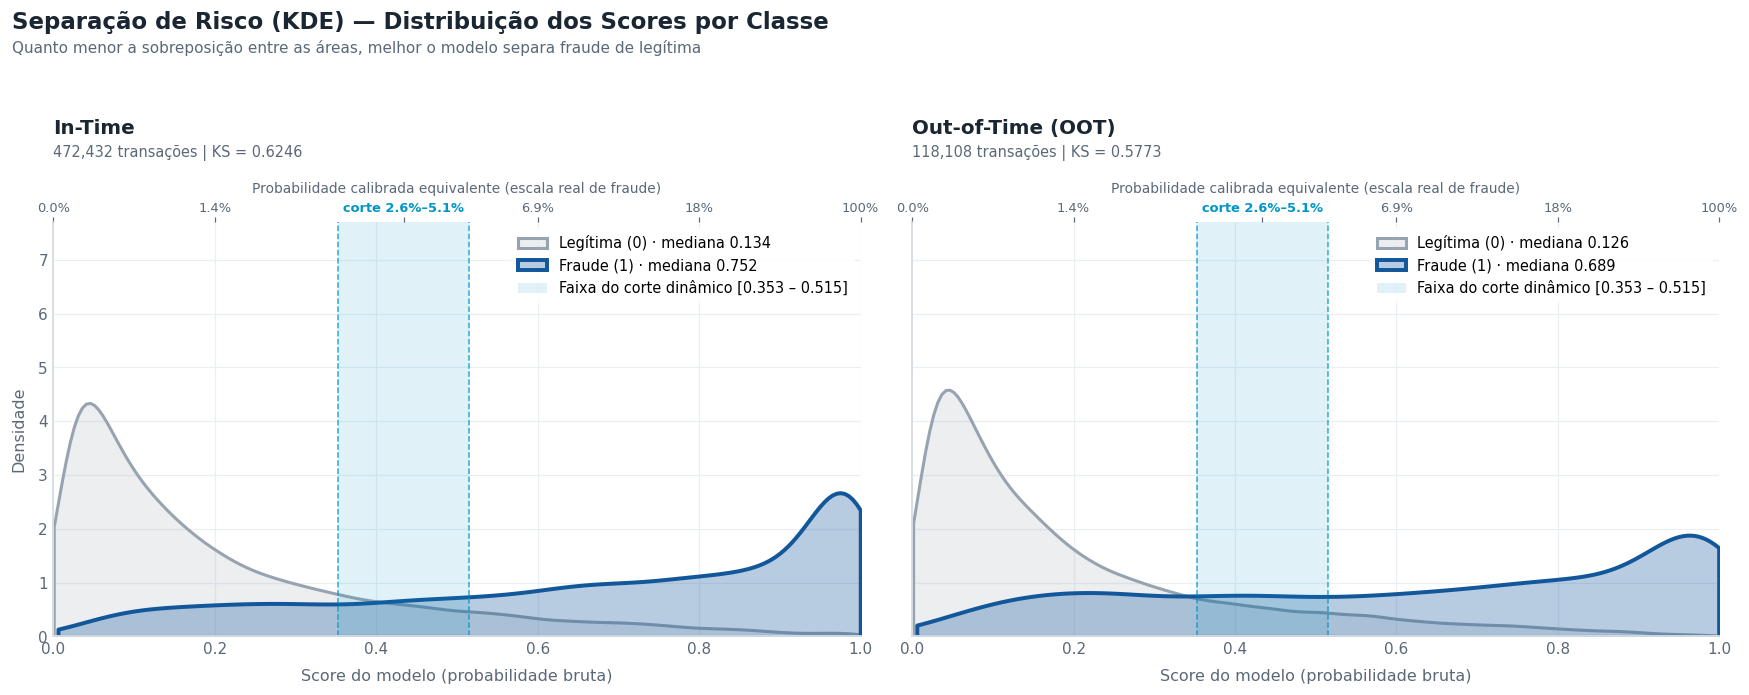 Separação de Risco (KDE) — Distribuição dos Scores por Classe
Quanto menor a sobreposição entre as áreas, melhor o modelo separa fraude de legítima
In-Time
472,432 transações | KS = 0.6246
Probabilidade calibrada equivalente (escala real de fraude)
0.0% 1.4% corte 2.6%–5.1% 6.9% 18% 100%
Legítima (0) · mediana 0.134
Fraude (1) · mediana 0.752
Faixa do corte dinâmico [0.353 – 0.515]
Densidade
7
6
5
4
3
2
1
0
0.0 0.2 0.4 0.6 0.8 1.0
Score do modelo (probabilidade bruta)
Out-of-Time (OOT)
118,108 transações | KS = 0.5773
Probabilidade calibrada equivalente (escala real de fraude)
0.0% 1.4% corte 2.6%–5.1% 6.9% 18% 100%
Legítima (0) · mediana 0.126
Fraude (1) · mediana 0.689
Faixa do corte dinâmico [0.353 – 0.515]
0.0 0.2 0.4 0.6 0.8 1.0
Score do modelo (probabilidade bruta)